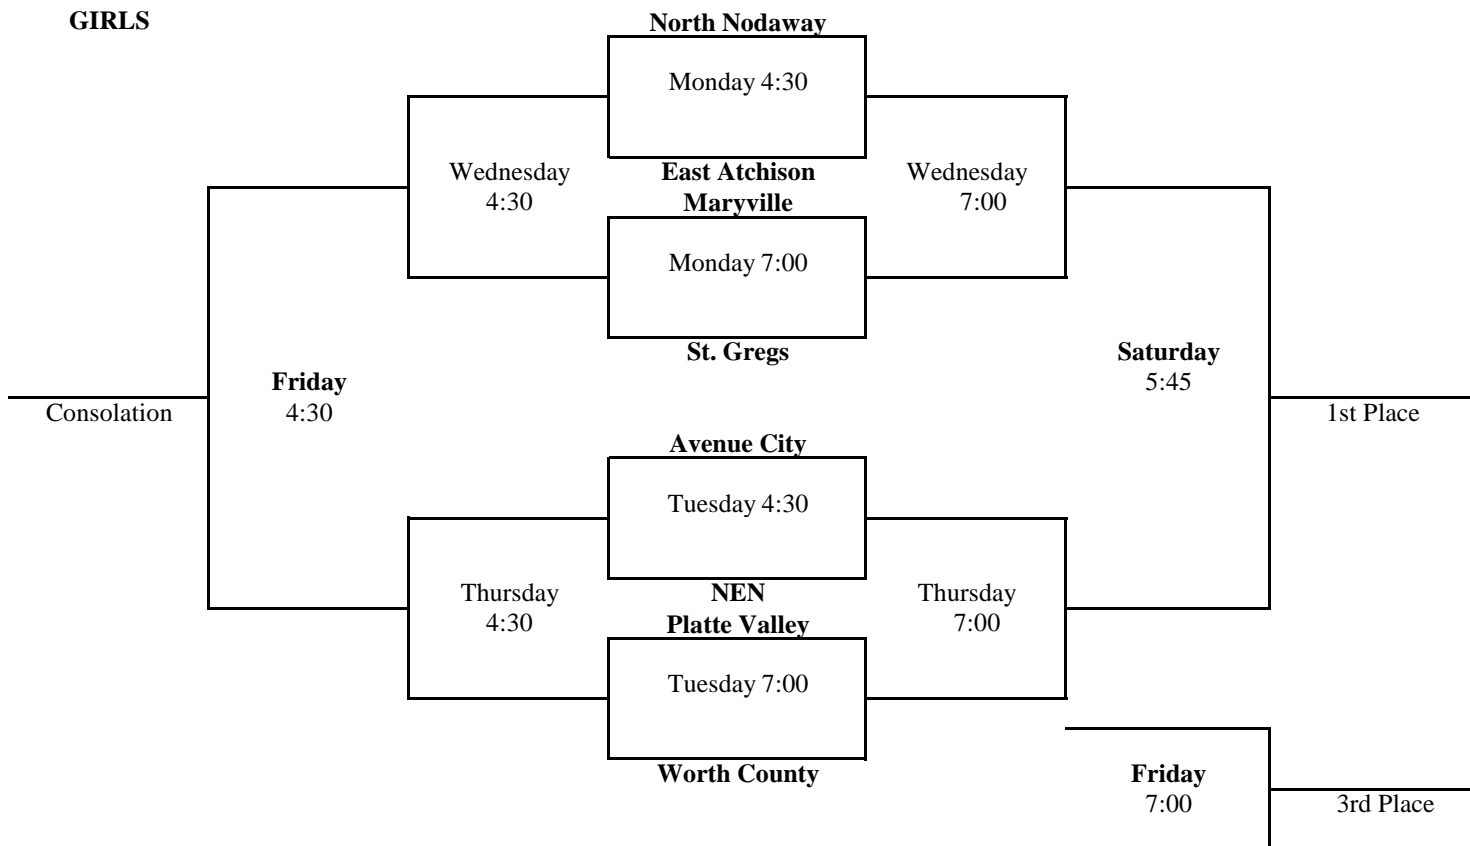 GIRLS
North Nodaway
Monday 4:30
Wednesday
4:30
East Atchison
Maryville
Wednesday
7:00
Monday 7:00
St. Gregs
Friday
4:30
Saturday
5:45
Consolation
1st Place
Avenue City
Tuesday 4:30
Thursday
4:30
NEN
Platte Valley
Thursday
7:00
Tuesday 7:00
Worth County
Friday
7:00
3rd Place